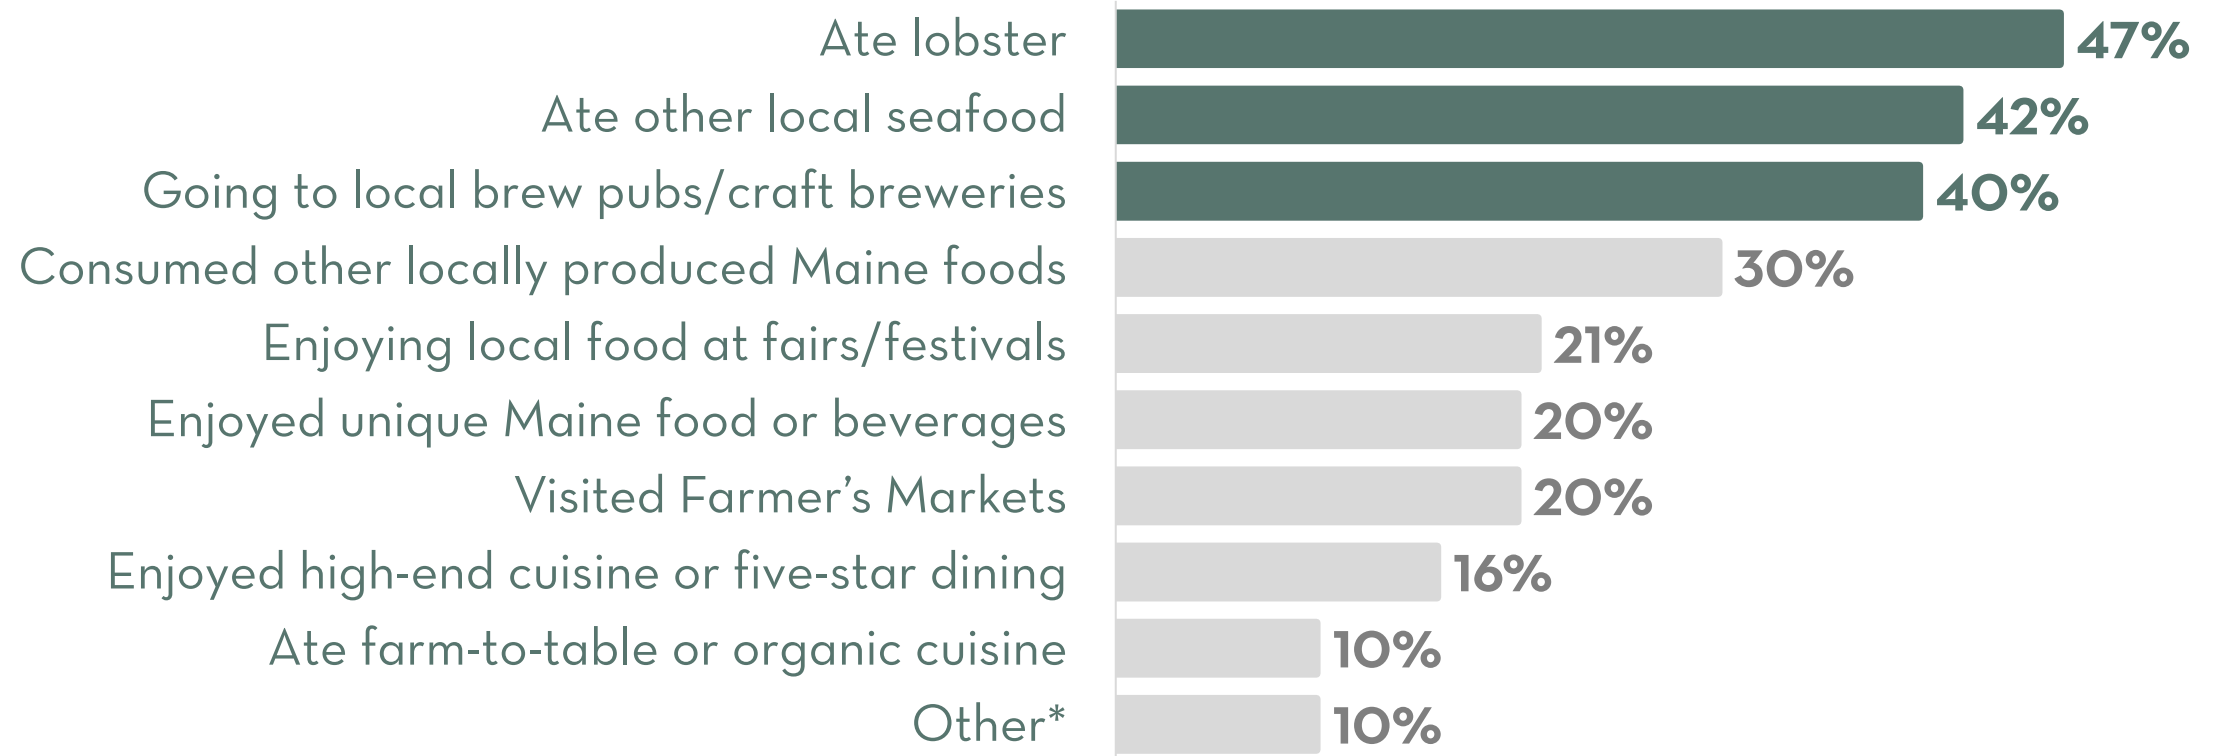 Ate lobster 47%
Ate other local seafood 42%
Going to local brew pubs/craft breweries 40%
Consumed other locally produced Maine foods 30%
Enjoying local food at fairs/festivals 21%
Enjoyed unique Maine food or beverages 20%
Visited Farmer’s Markets 20%
Enjoyed high-end cuisine or five-star dining 16%
Ate farm-to-table or organic cuisine 10%
Other* 10%